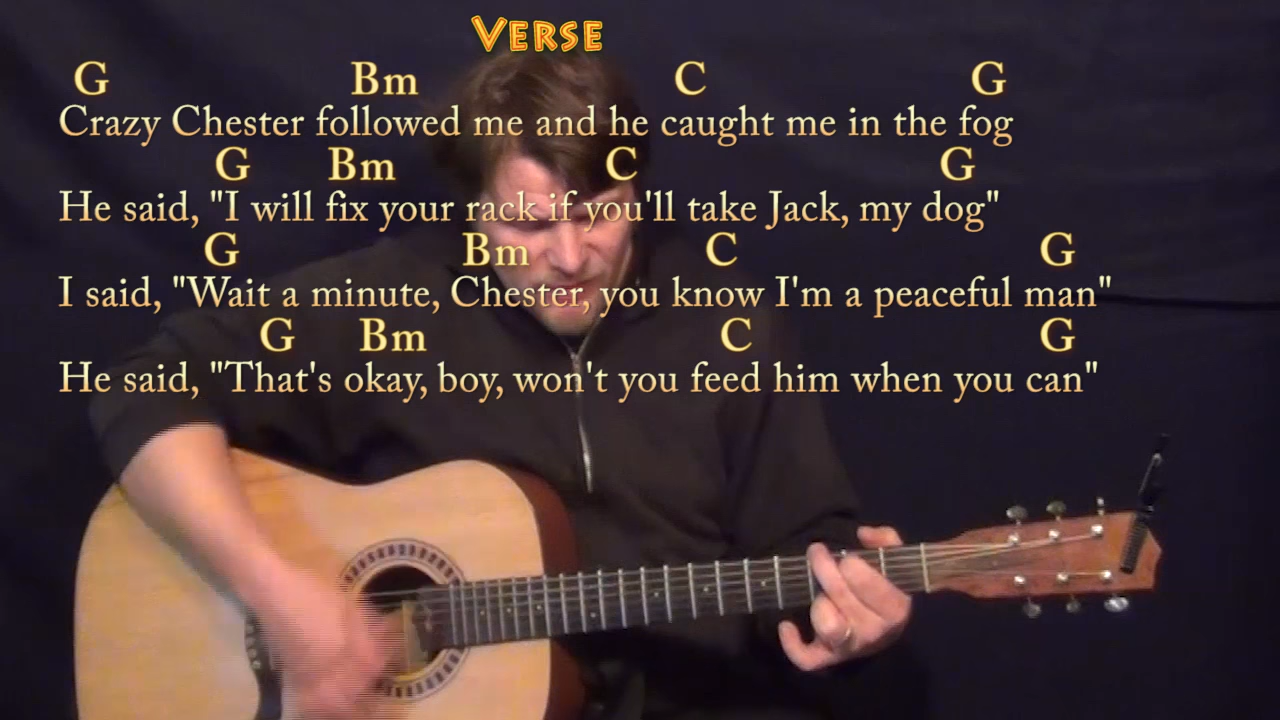 VERSE
G Bm C G
Crazy Chester followed me and he caught me in the fog
G Bm C G
He said, "I will fix your rack if you'll take Jack, my dog"
G Bm C G
I said, "Wait a minute, Chester, you know I'm a peaceful man"
G Bm C G
He said, "That's okay, boy, won't you feed him when you can"